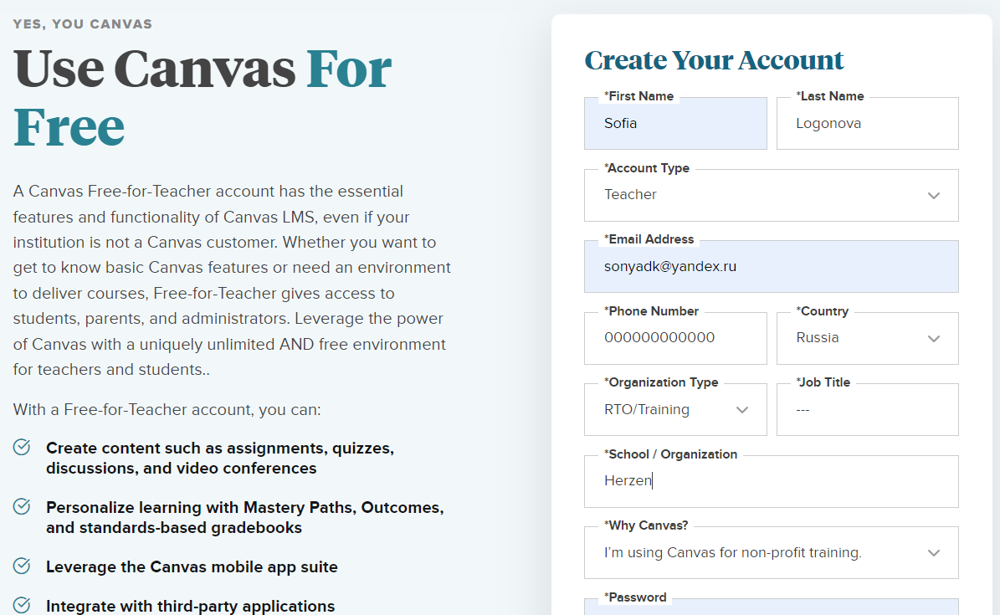 YES, YOU CANVAS
Use Canvas For
Free
A Canvas Free-for-Teacher account has the essential
features and functionality of Canvas LMS, even if your
institution is not a Canvas customer. Whether you want to
get to know basic Canvas features or need an environment
to deliver courses, Free-for-Teacher gives access to
students, parents, and administrators. Leverage the power
of Canvas with a uniquely unlimited AND free environment
for teachers and students..
With a Free-for-Teacher account, you can:
Create content such as assignments, quizzes,
discussions, and video conferences
Personalize learning with Mastery Paths, Outcomes,
and standards-based gradebooks
Leverage the Canvas mobile app suite
Integrate with third-party applications
Create Your Account
*First Name
Sofia
*Last Name
Logonova
*Account Type
Teacher
*Email Address
sonyadk@yandex.ru
*Phone Number
000000000000
*Country
Russia
*Organization Type
RTO/Training
*Job Title
---
*School / Organization
Herzen
*Why Canvas?
I'm using Canvas for non-profit training.
*Password